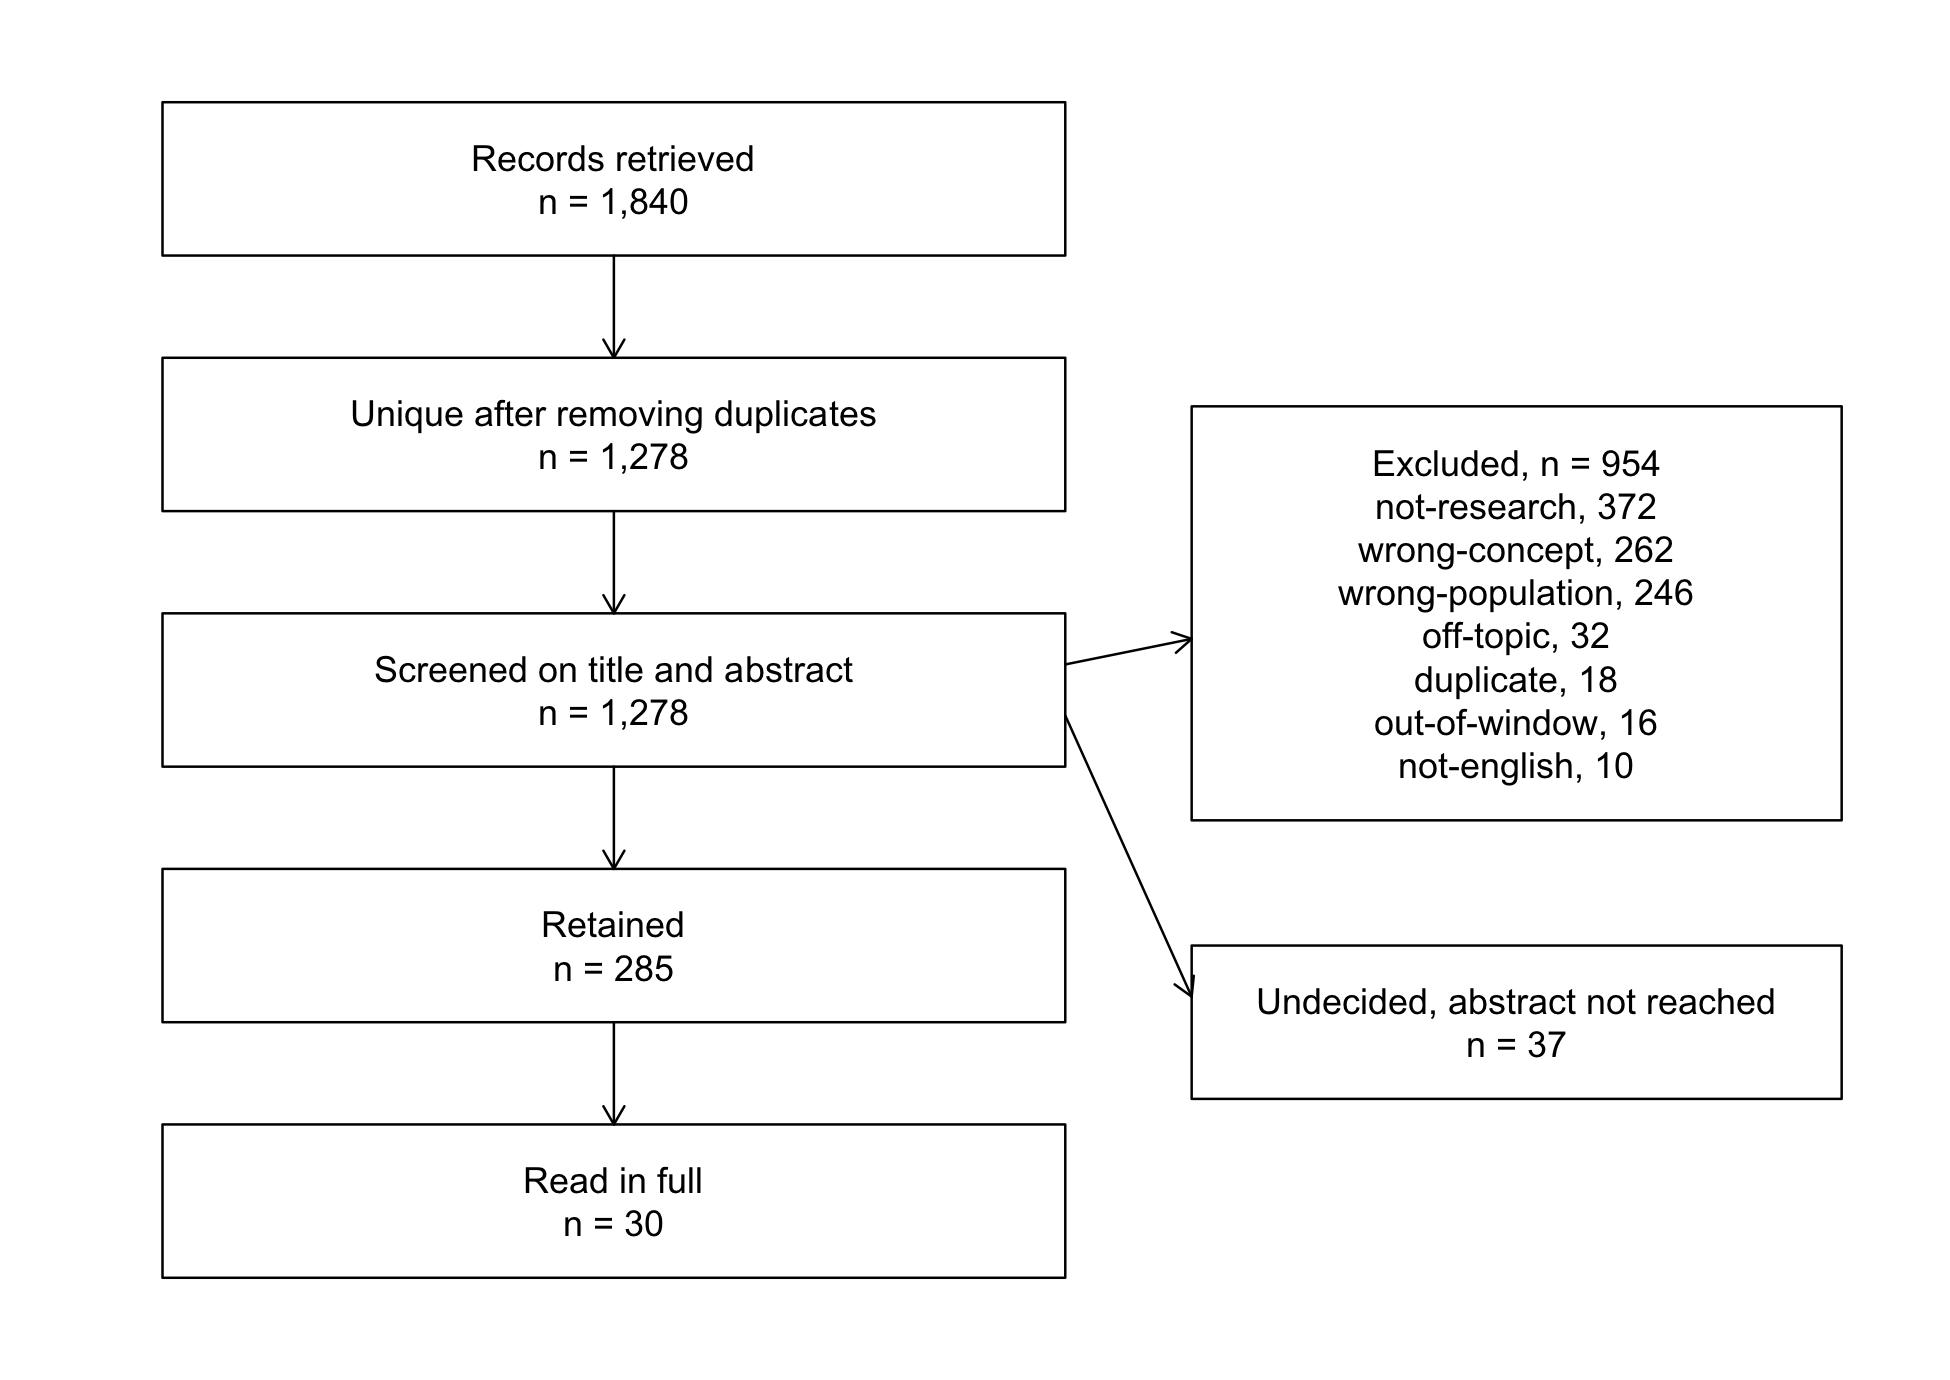 Records retrieved
n = 1,840
Unique after removing duplicates
n = 1,278
Screened on title and abstract
n = 1,278
Excluded, n = 954
not-research, 372
wrong-concept, 262
wrong-population, 246
off-topic, 32
duplicate, 18
out-of-window, 16
not-english, 10
Retained
n = 285
Undecided, abstract not reached
n = 37
Read in full
n = 30